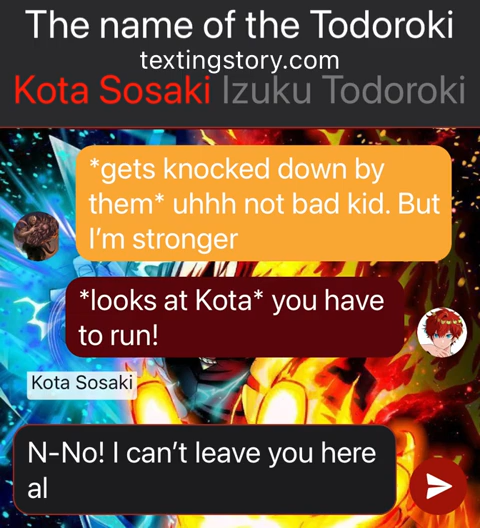 The name of the Todoroki
textingstory.com
Kota Sosaki Izuku Todoroki
*gets knocked down by
them* uhhh not bad kid. But
I’m stronger
*looks at Kota* you have
to run!
Kota Sosaki
N-No! I can’t leave you here
al